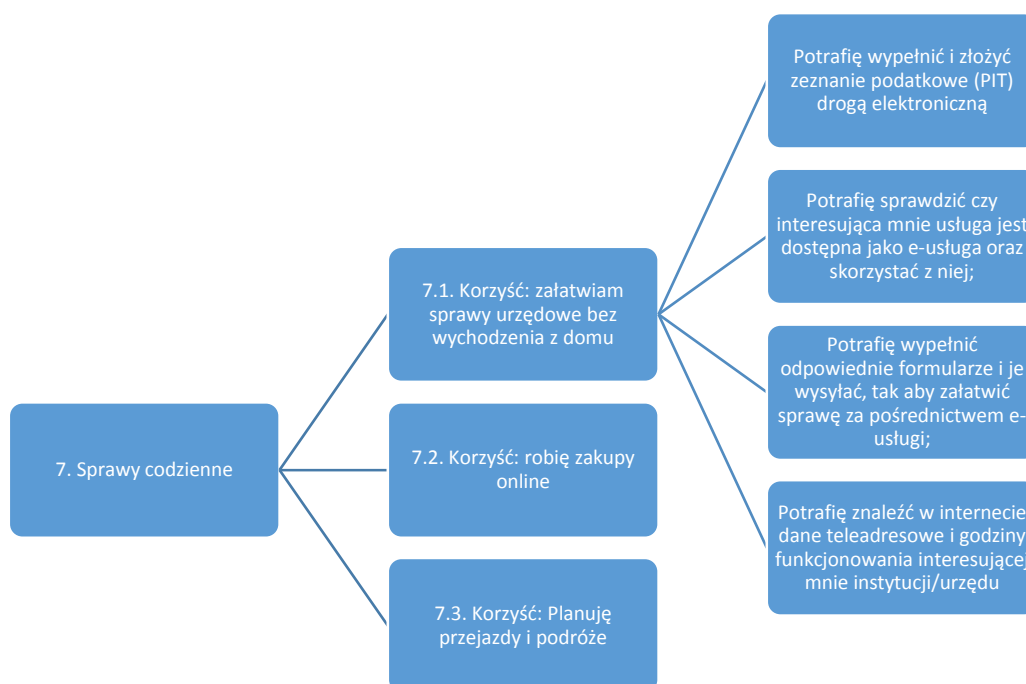 7. Sprawy codzienne
7.1. Korzyść: załatwiam
sprawy urzędowe bez
wychodzenia z domu
7.2. Korzyść: robię zakupy
online
7.3. Korzyść: Planuję
przejazdy i podróże
Potrafię wypełnić i złożyć
zeznanie podatkowe (PIT)
drogą elektroniczną
Potrafię sprawdzić czy
interesująca mnie usługa jest
dostępna jako e-usługa oraz
skorzystać z niej;
Potrafię wypełnić
odpowiednie formularze i je
wysyłać, tak aby załatwić
sprawę za pośrednictwem e-
usługi;
Potrafię znaleźć w internecie
dane teleadresowe i godziny
funkcjonowania interesującej
mnie instytucji/urzędu